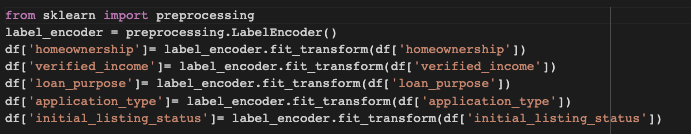 from sklearn import preprocessing
label_encoder = preprocessing.LabelEncoder()
df['homeownership']= label_encoder.fit_transform(df['homeownership'])
df['verified_income']= label_encoder.fit_transform(df['verified_income'])
df['loan_purpose']= label_encoder.fit_transform(df['loan_purpose'])
df['application_type']= label_encoder.fit_transform(df['application_type'])
df['initial_listing_status']= label_encoder.fit_transform(df['initial_listing_status'])